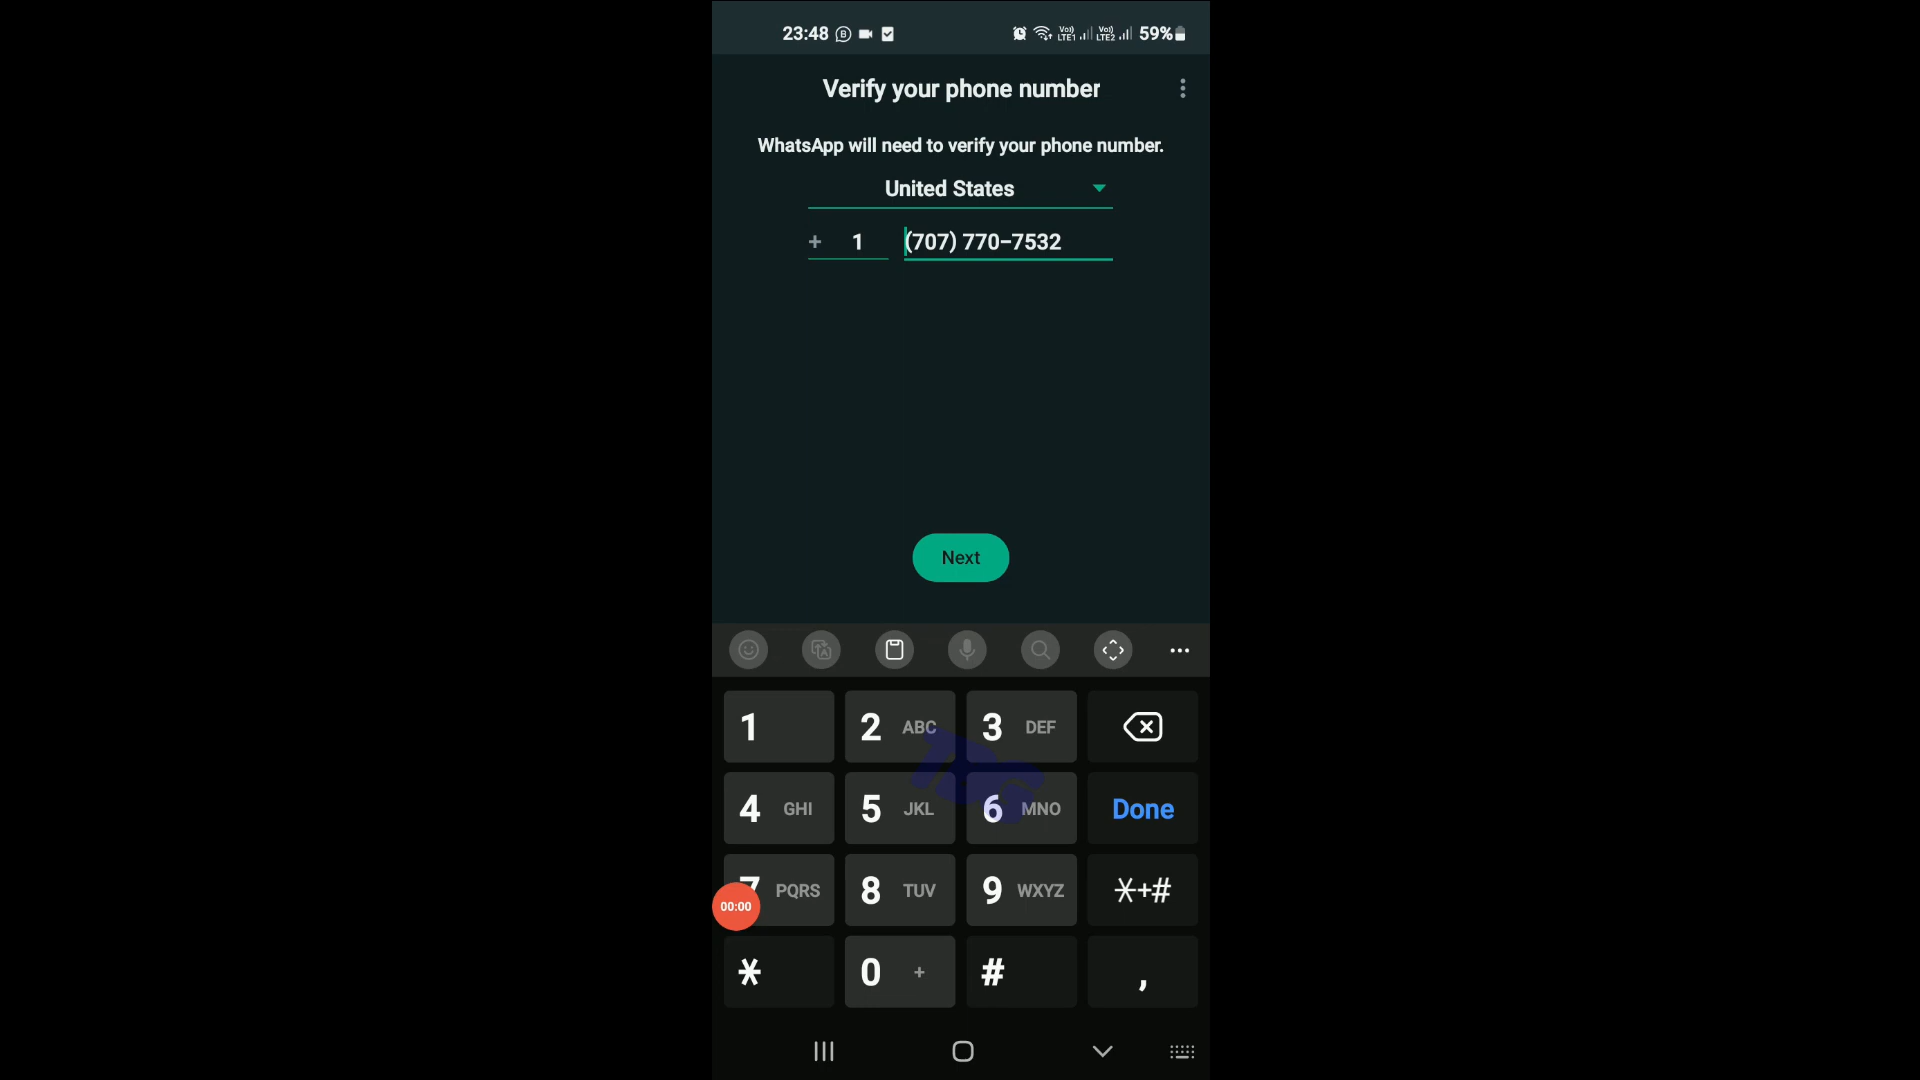 23:48 59%
Verify your phone number
WhatsApp will need to verify your phone number.
United States
+ 1 (707) 770-7532
Next
1 2 ABC 3 DEF
4 GHI 5 JKL 6 MNO Done
7 PQRS 8 TUV 9 WXYZ *+#
00:00
* 0 + # ,